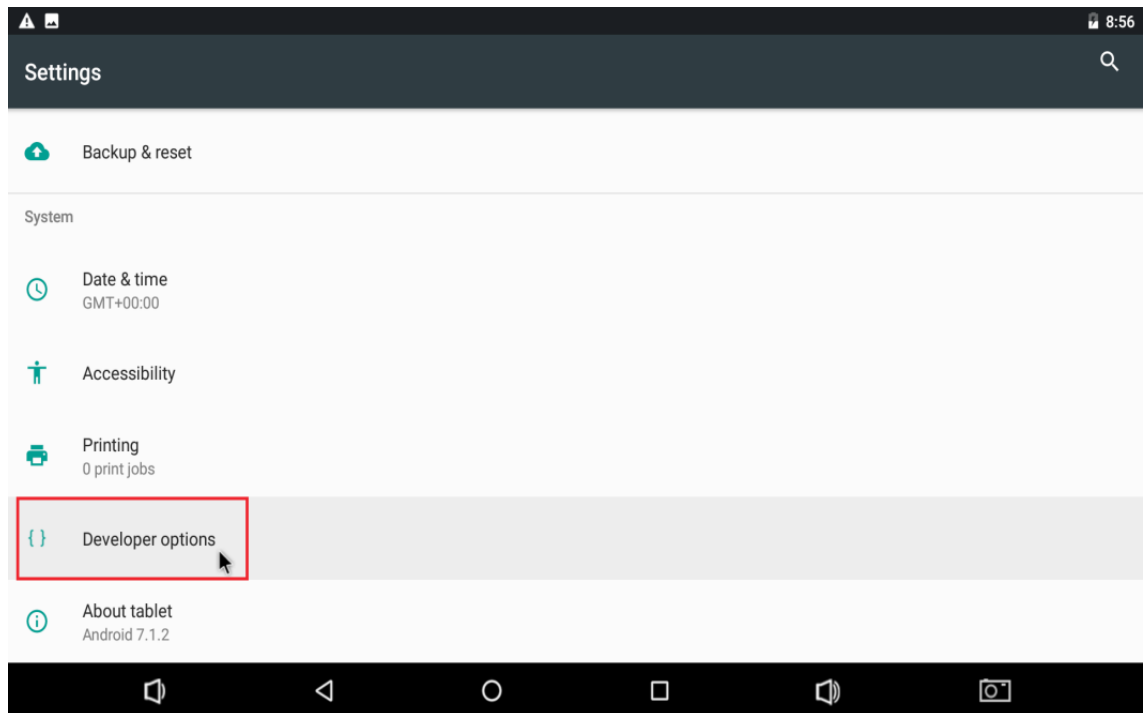 8:56
Settings
Backup & reset
System
Date & time
GMT+00:00
Accessibility
Printing
0 print jobs
{ } Developer options
About tablet
Android 7.1.2